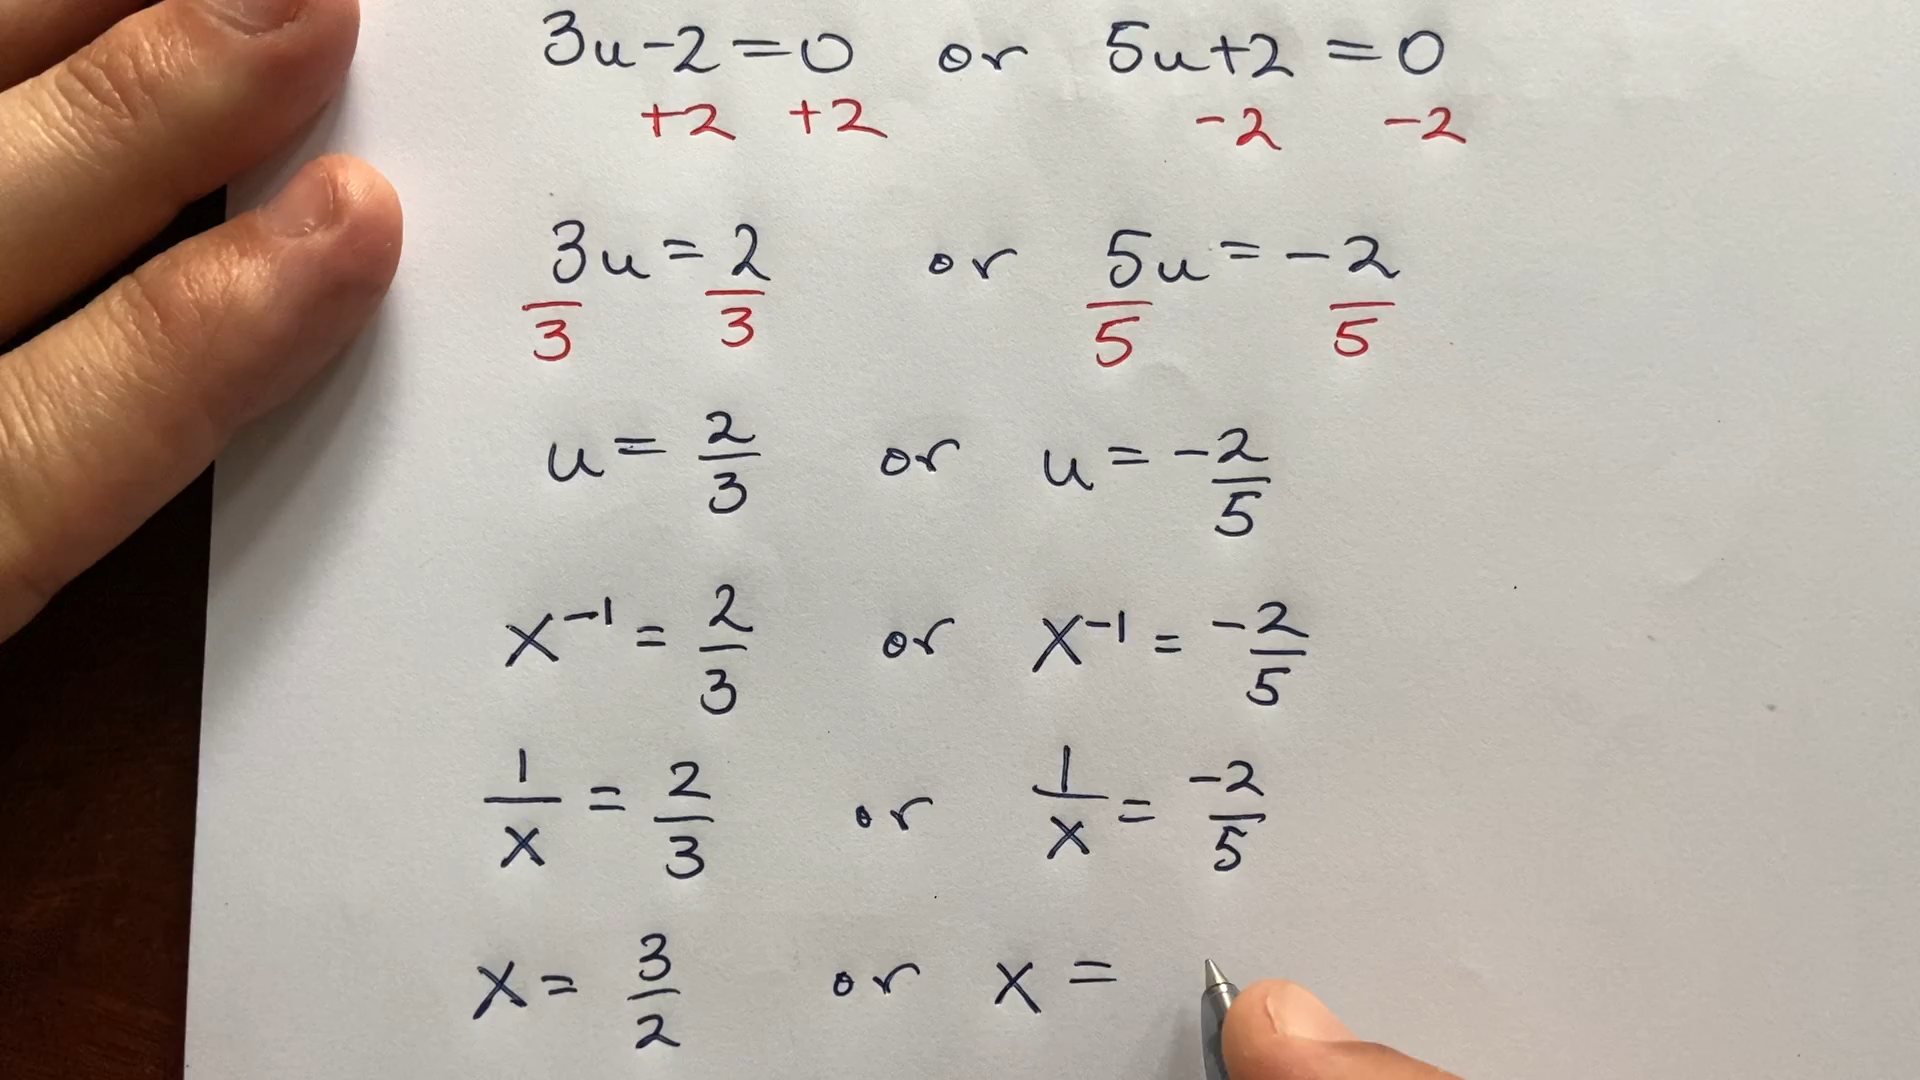 3u-2=0 or 5u+2=0
+2 +2 -2 -2
3u=2 or 5u=-2
3 3 5 5
u=2/3 or u=-2/5
x⁻¹=2/3 or x⁻¹=-2/5
1/x=2/3 or 1/x=-2/5
x=3/2 or x=